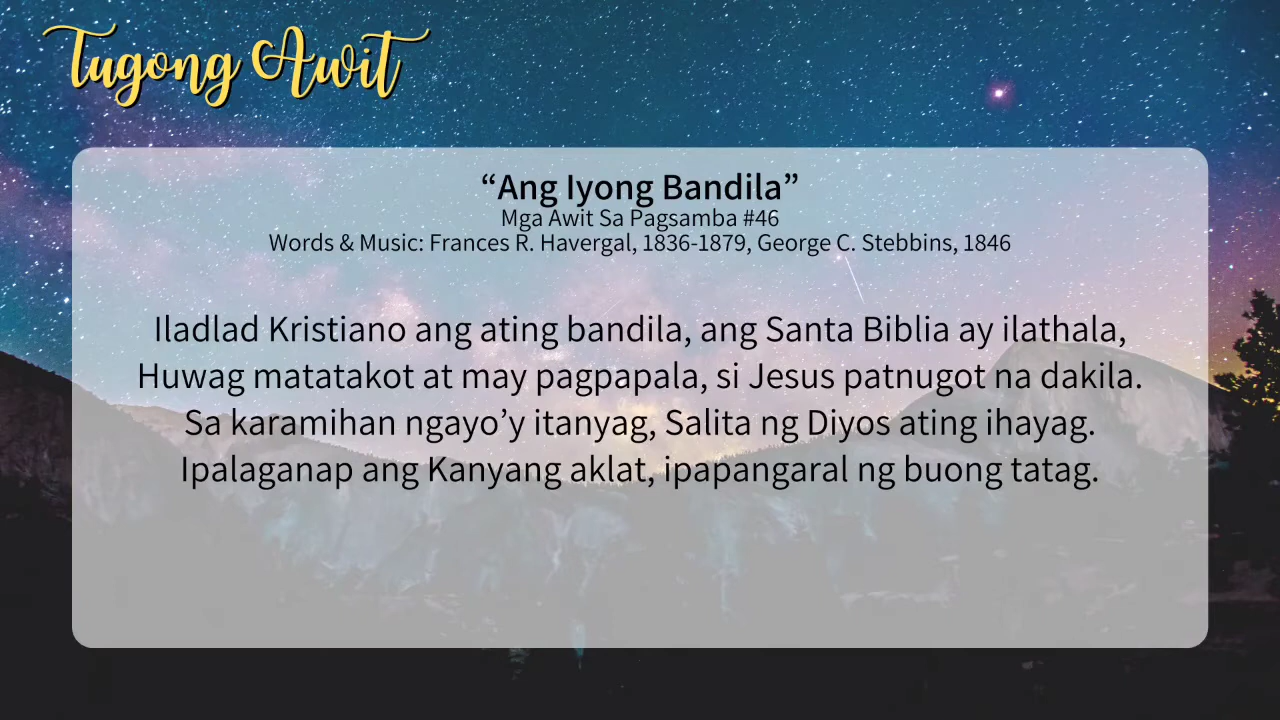 Tugong Awit
“Ang Iyong Bandila”
Mga Awit Sa Pagsamba #46
Words & Music: Frances R. Havergal, 1836-1879, George C. Stebbins, 1846
Iladlad Kristiano ang ating bandila, ang Santa Biblia ay ilathala,
Huwag matatakot at may pagpapala, si Jesus patnugot na dakila.
Sa karamihan ngayo’y itanyag, Salita ng Diyos ating ihayag.
Ipalaganap ang Kanyang aklat, ipapangaral ng buong tatag.